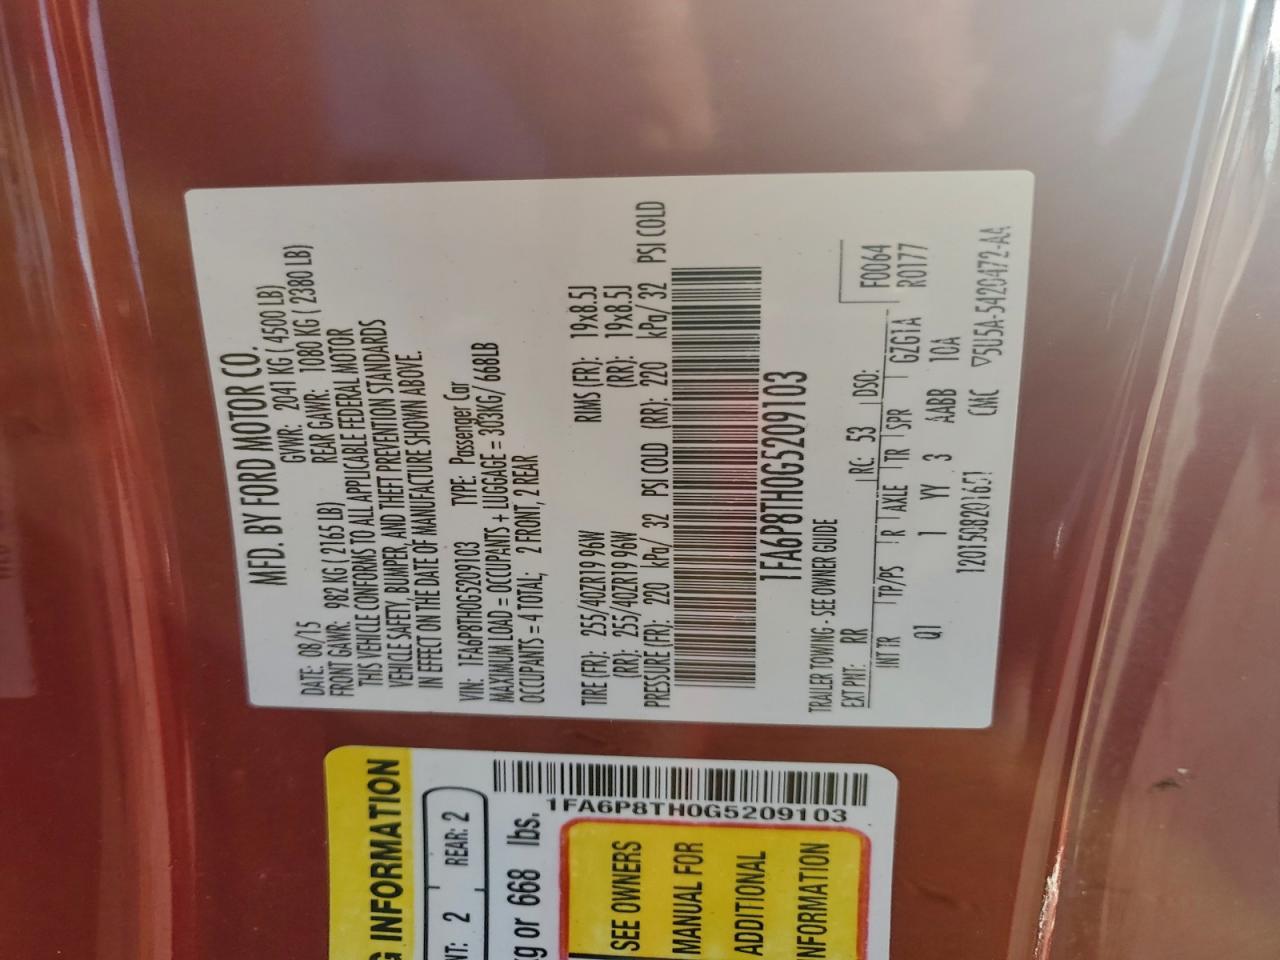 MFD. BY FORD MOTOR CO.
DATE: 08/15 GVWR: 2041 KG ( 4500 LB)
FRONT GAWR: 982 KG ( 2165 LB) REAR GAWR: 1080 KG ( 2380 LB)
THIS VEHICLE CONFORMS TO ALL APPLICABLE FEDERAL MOTOR
VEHICLE SAFETY, BUMPER, AND THEFT PREVENTION STANDARDS
IN EFFECT ON THE DATE OF MANUFACTURE SHOWN ABOVE.
VIN: 1FA6P8TH0G5209103 TYPE: Passenger Car
MAXIMUM LOAD = OCCUPANTS + LUGGAGE = 303KG/ 668LB
OCCUPANTS = 4 TOTAL; 2 FRONT, 2 REAR
TIRE (FR): 255/40ZR19 96W RIMS (FR): 19x8.5J
(RR): 255/40ZR19 96W (RR): 19x8.5J
PRESSURE (FR): 220 kPa/ 32 PSI COLD (RR): 220 kPa/ 32 PSI COLD
1FA6P8TH0G5209103
TRAILER TOWING - SEE OWNER GUIDE
EXT PNT: RR RC: 53 DSO: F0064
INT TR TP/PS R AXLE TR SPR GZG1A R0177
Q1 1 YY 3 AABB 10A
CMC ▽5U5A-5420472-AA
G INFORMATION
NT: 2 REAR: 2
kg or 668 lbs.
1FA6P8TH0G5209103
SEE OWNERS
MANUAL FOR
ADDITIONAL
INFORMATION